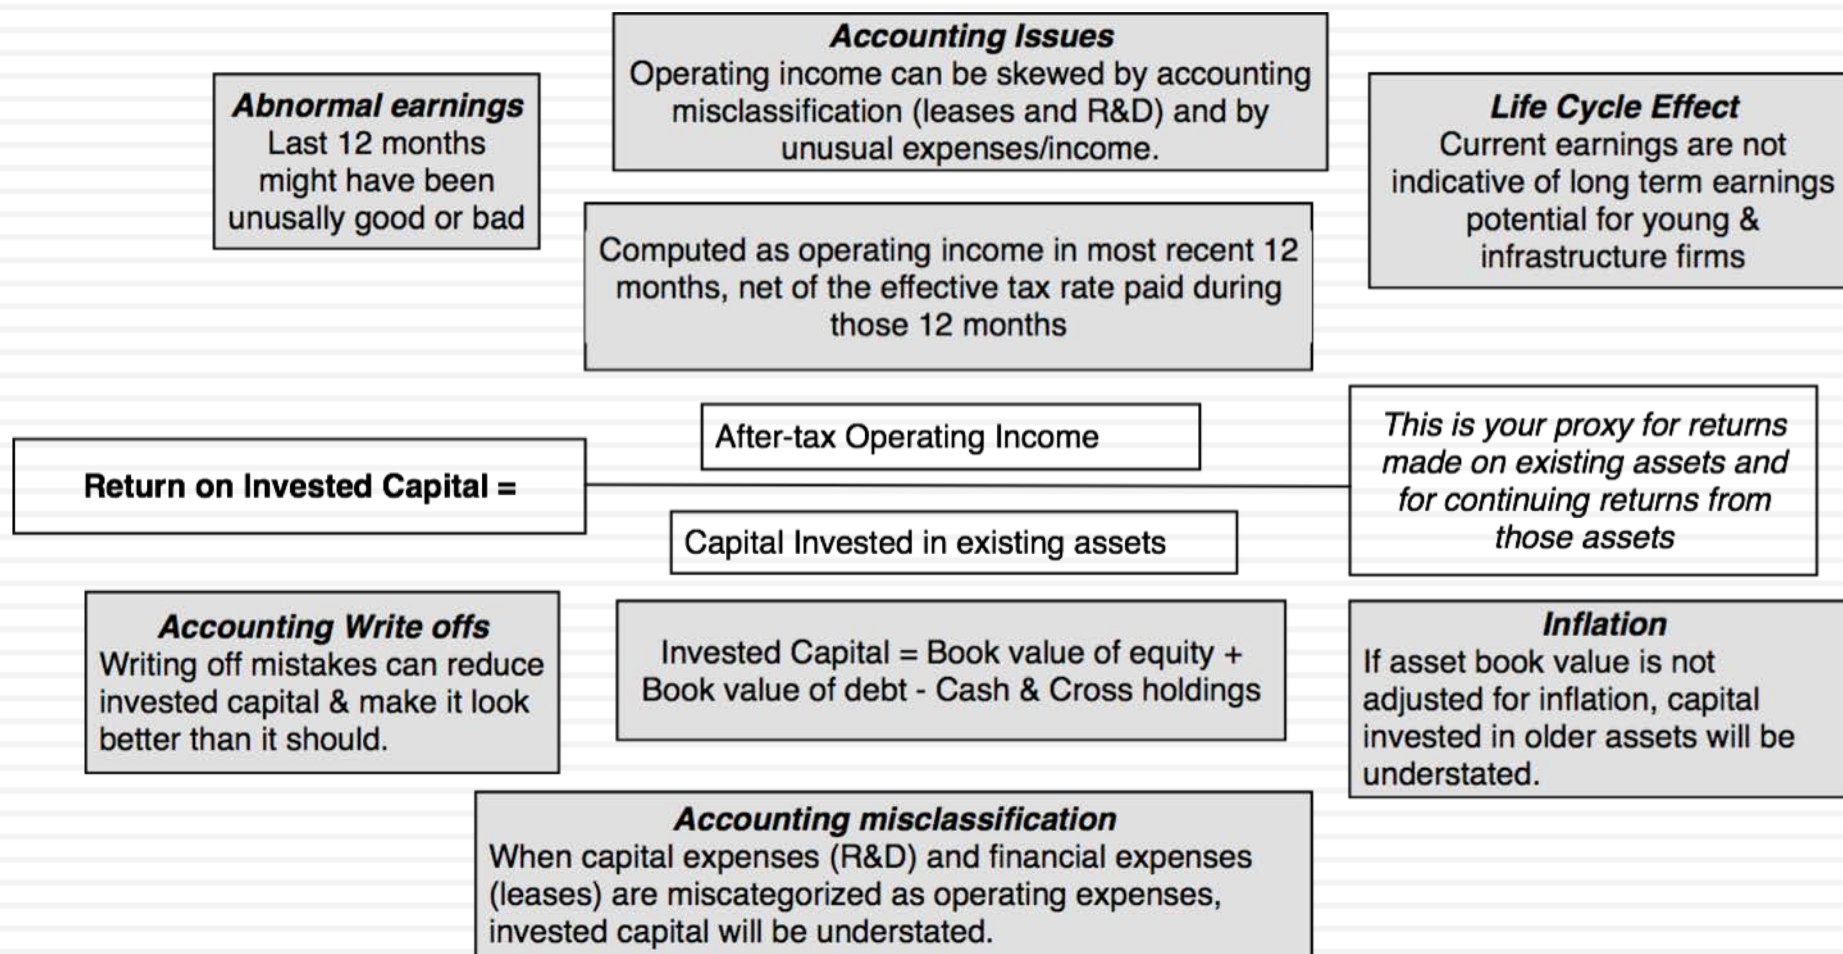 Accounting Issues
Operating income can be skewed by accounting
misclassification (leases and R&D) and by
unusual expenses/income.
Abnormal earnings
Last 12 months
might have been
unusally good or bad
Life Cycle Effect
Current earnings are not
indicative of long term earnings
potential for young &
infrastructure firms
Computed as operating income in most recent 12
months, net of the effective tax rate paid during
those 12 months
After-tax Operating Income
Return on Invested Capital =
Capital Invested in existing assets
This is your proxy for returns
made on existing assets and
for continuing returns from
those assets
Accounting Write offs
Writing off mistakes can reduce
invested capital & make it look
better than it should.
Invested Capital = Book value of equity +
Book value of debt - Cash & Cross holdings
Inflation
If asset book value is not
adjusted for inflation, capital
invested in older assets will be
understated.
Accounting misclassification
When capital expenses (R&D) and financial expenses
(leases) are miscategorized as operating expenses,
invested capital will be understated.